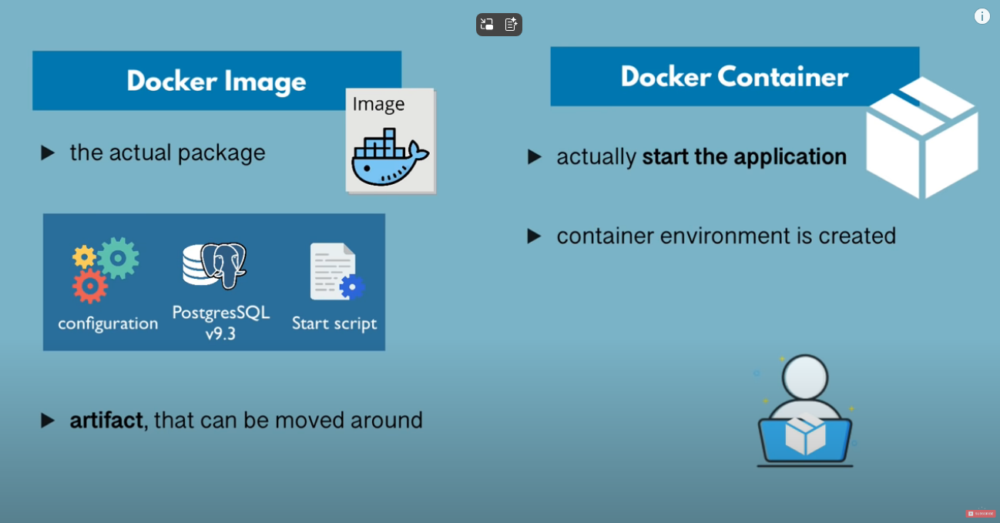 Docker Image
Image
the actual package
configuration
PostgresSQL
v9.3
Start script
artifact, that can be moved around
Docker Container
actually start the application
container environment is created
SUBSCRIBE